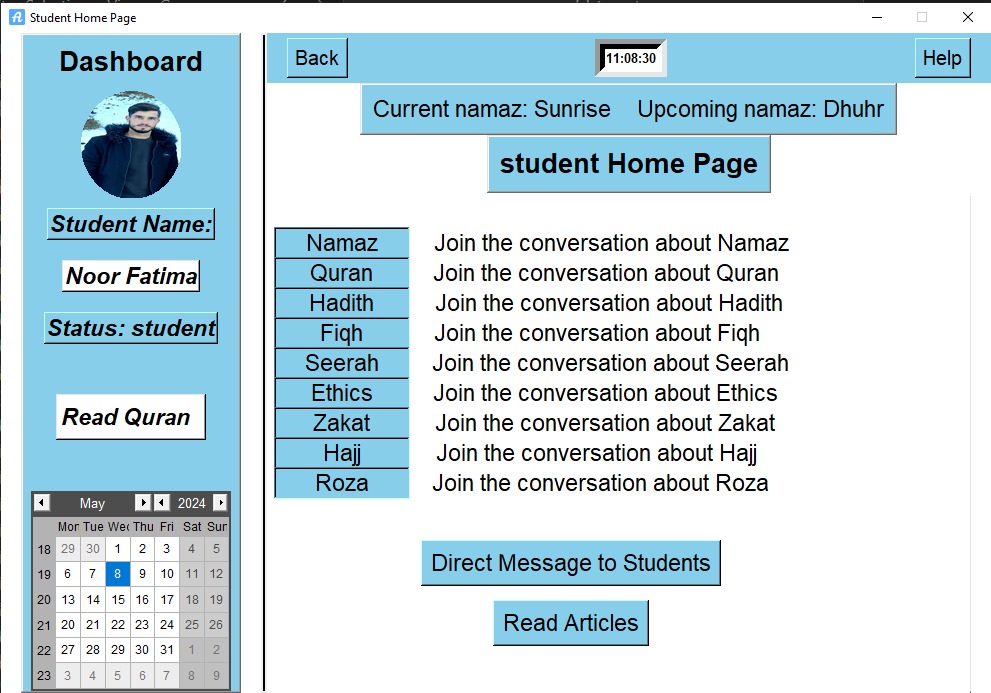 Student Home Page
Dashboard
Student Name:
Noor Fatima
Status: student
Read Quran
May 2024
Mon Tue Wed Thu Fri Sat Sun
18 29 30 1 2 3 4 5
19 6 7 8 9 10 11 12
20 13 14 15 16 17 18 19
21 20 21 22 23 24 25 26
22 27 28 29 30 31 1 2
23 3 4 5 6 7 8 9
Back 11:08:30 Help
Current namaz: Sunrise Upcoming namaz: Dhuhr
student Home Page
Namaz Join the conversation about Namaz
Quran Join the conversation about Quran
Hadith Join the conversation about Hadith
Fiqh Join the conversation about Fiqh
Seerah Join the conversation about Seerah
Ethics Join the conversation about Ethics
Zakat Join the conversation about Zakat
Hajj Join the conversation about Hajj
Roza Join the conversation about Roza
Direct Message to Students
Read Articles